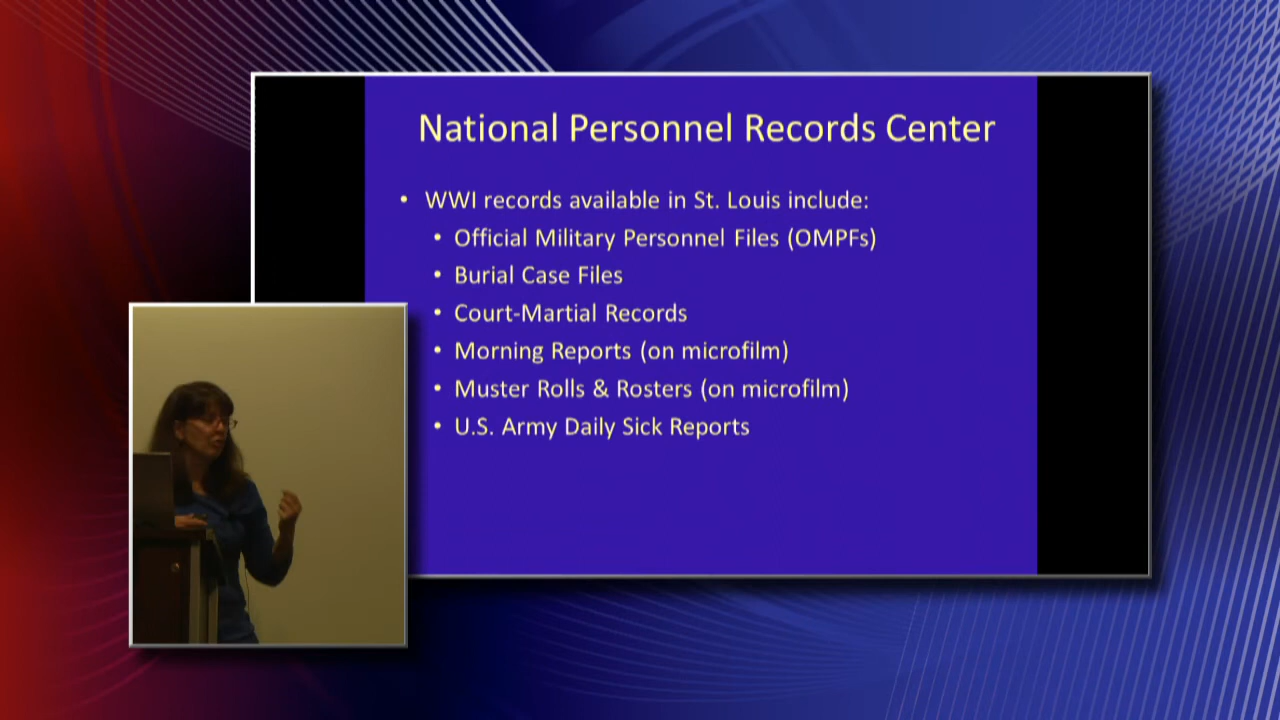 National Personnel Records Center
• WWI records available in St. Louis include:
• Official Military Personnel Files (OMPFs)
• Burial Case Files
• Court-Martial Records
• Morning Reports (on microfilm)
• Muster Rolls & Rosters (on microfilm)
• U.S. Army Daily Sick Reports